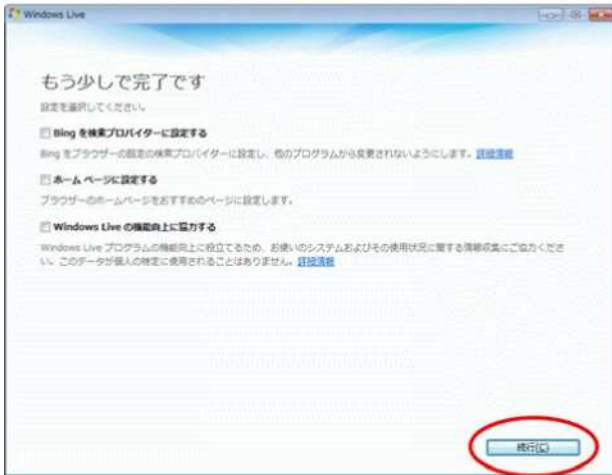 Windows Live
もう少しで完了です
設定を選択してください。
Bing を検索プロバイダーに設定する
Bing をブラウザーの既定の検索プロバイダーに設定し、他のプログラムから変更されないようにします。 詳細情報
ホーム ページに設定する
ブラウザーのホームページをおすすめのページに設定します。
Windows Live の機能向上に協力する
Windows Live プログラムの機能向上に役立てるため、お使いのシステムおよびその使用状況に関する情報収集にご協力くださ
い。このデータが個人の特定に使用されることはありません。 詳細情報
続行(C)